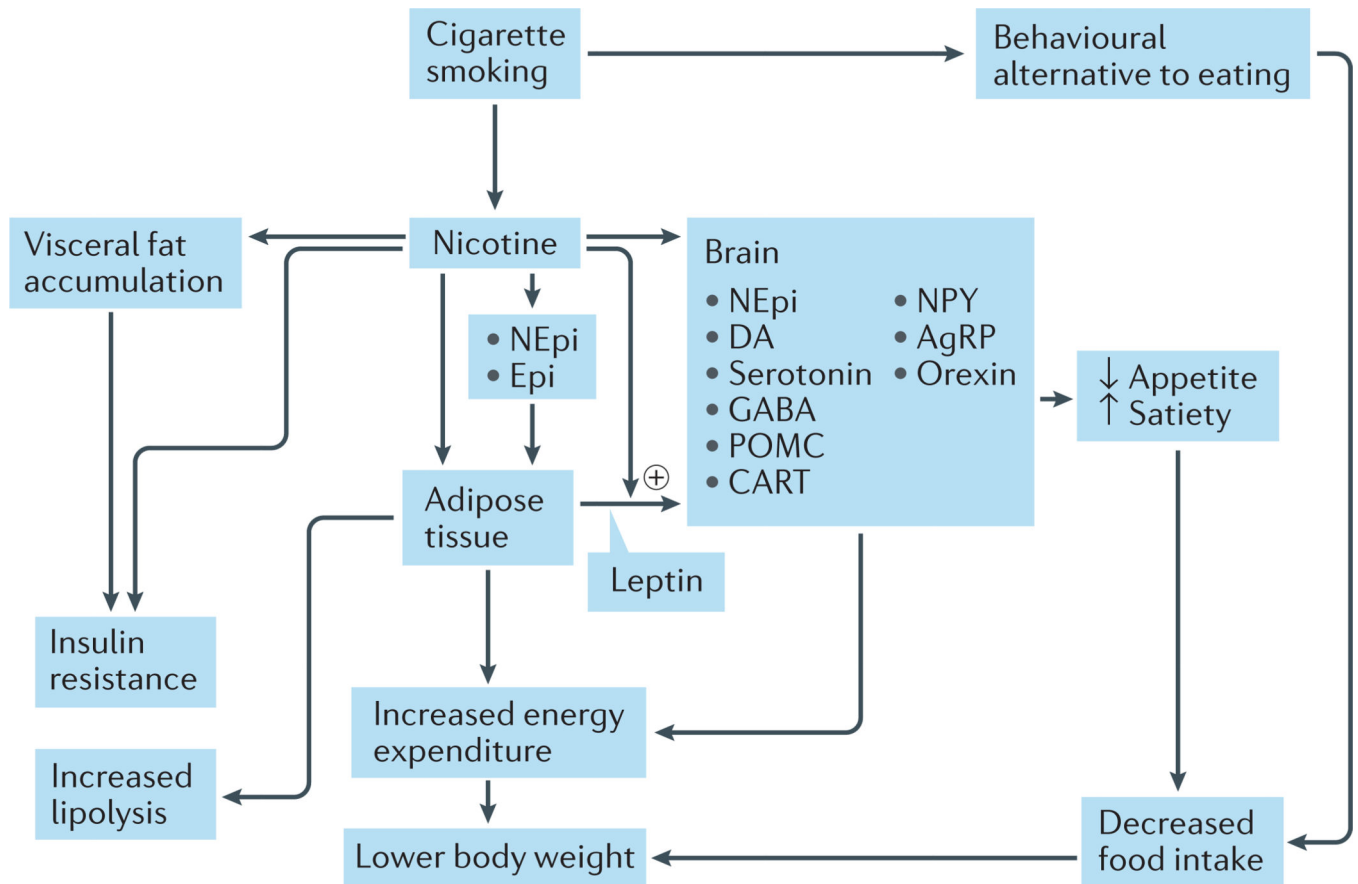 Cigarette
smoking
Behavioural
alternative to eating
Visceral fat
accumulation
Nicotine
• NEpi
• Epi
Brain
• NEpi
• DA
• Serotonin
• GABA
• POMC
• CART
• NPY
• AgRP
• Orexin
↓ Appetite
↑ Satiety
Adipose
tissue
+
Leptin
Insulin
resistance
Increased energy
expenditure
Increased
lipolysis
Lower body weight
Decreased
food intake